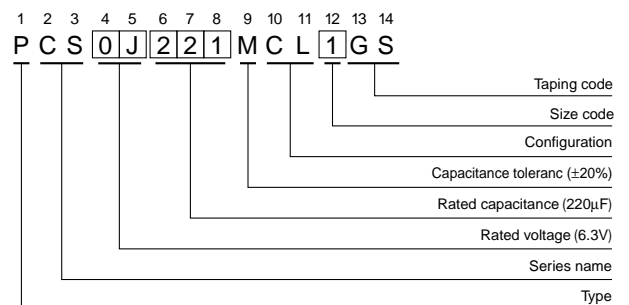 1 2 3 4 5 6 7 8 9 10 11 12 13 14
P C S 0 J 2 2 1 M C L 1 G S
Taping code
Size code
Configuration
Capacitance toleranc (±20%)
Rated capacitance (220μF)
Rated voltage (6.3V)
Series name
Type